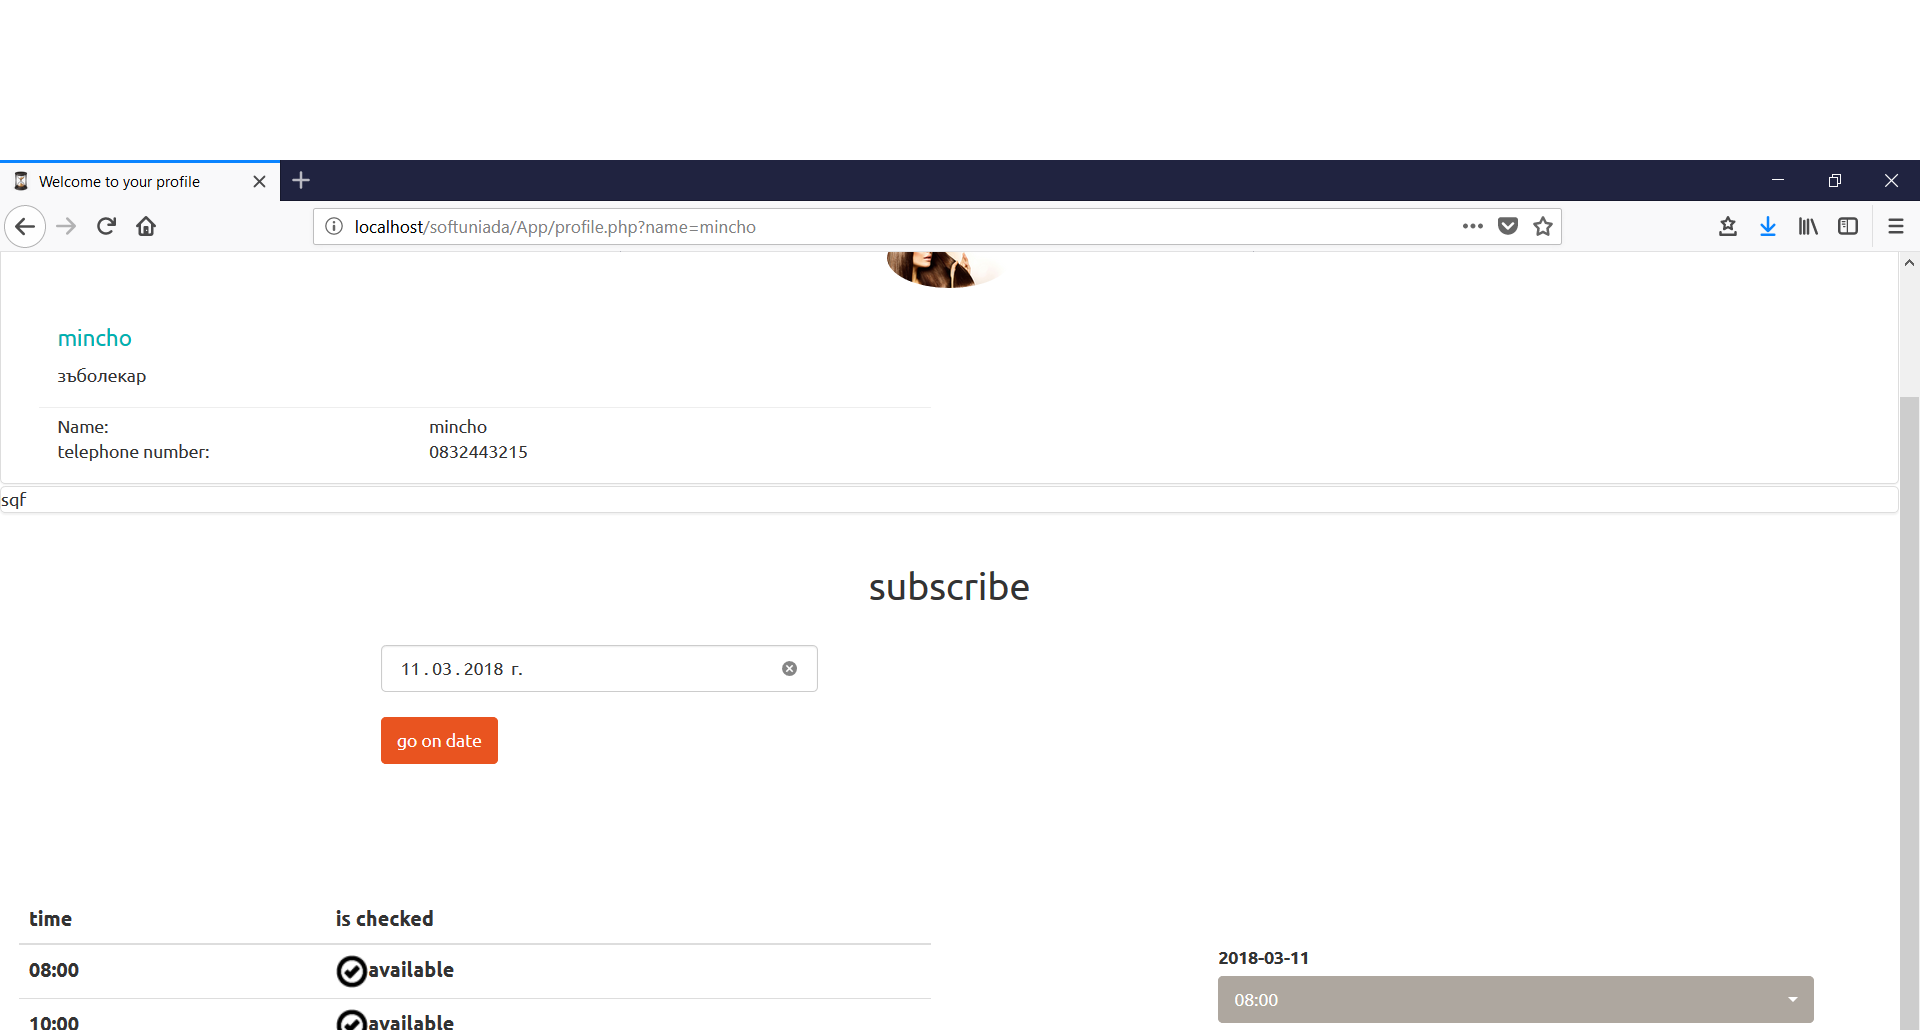 Welcome to your profile
localhost/softuniada/App/profile.php?name=mincho
mincho
зъболекар
Name: mincho
telephone number: 0832443215
sqf
subscribe
11.03.2018 г.
go on date
time is checked
08:00 available
2018-03-11
08:00
10:00 available